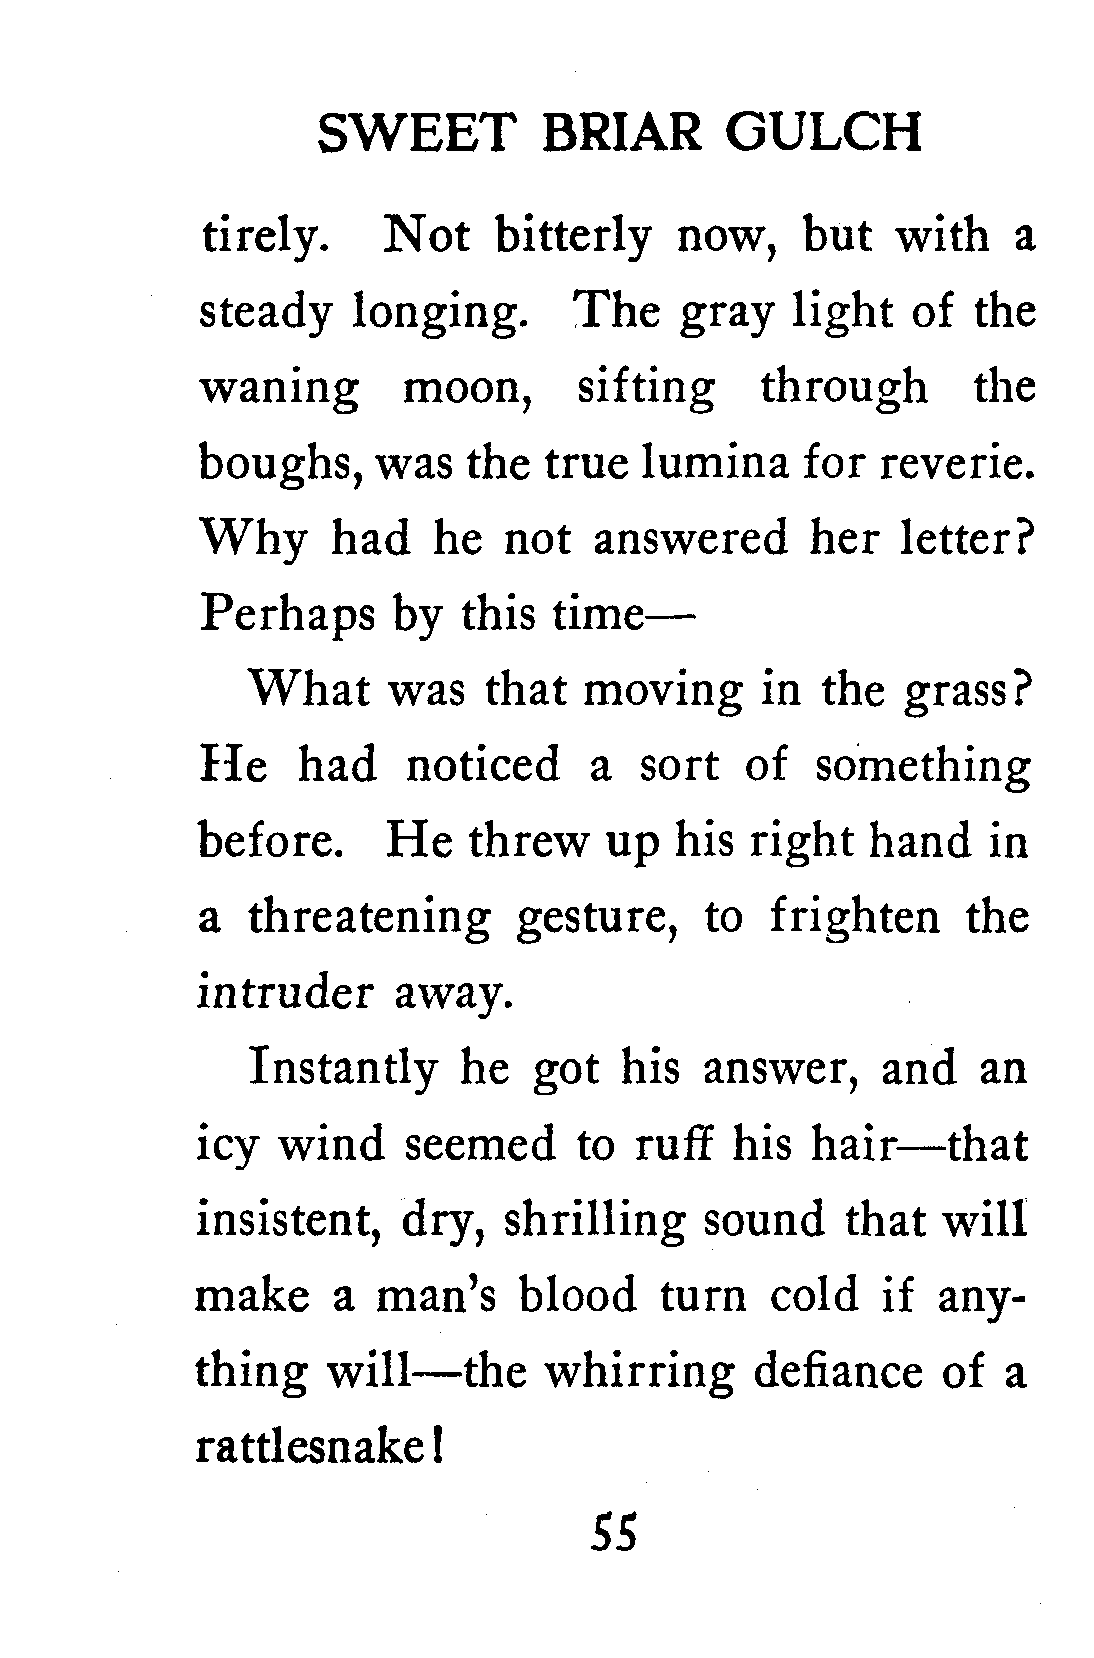 SWEET BRIAR GULCH
tirely. Not bitterly now, but with a
steady longing. The gray light of the
waning moon, sifting through the
boughs, was the true lumina for reverie.
Why had he not answered her letter?
Perhaps by this time—
What was that moving in the grass?
He had noticed a sort of something
before. He threw up his right hand in
a threatening gesture, to frighten the
intruder away.
Instantly he got his answer, and an
icy wind seemed to ruff his hair—that
insistent, dry, shrilling sound that will
make a man's blood turn cold if any-
thing will—the whirring defiance of a
rattlesnake!
55